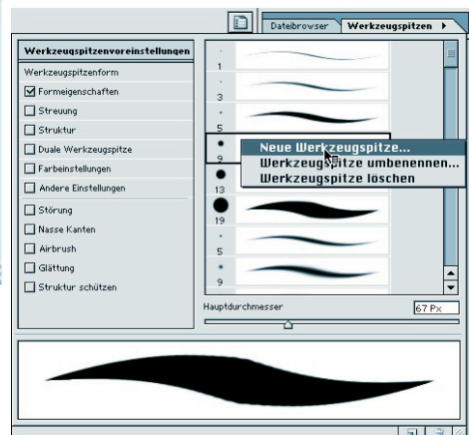 Dateibrowser Werkzeugspitzen
Werkzeugspitzenvoreinstellungen
Werkzeugspitzenform
Formeigenschaften
Streuung
Struktur
Duale Werkzeugspitze
Farbeinstellungen
Andere Einstellungen
Störung
Nasse Kanten
Airbrush
Glättung
Struktur schützen
1
3
5
9
13
19
5
9
Neue Werkzeugspitze...
Werkzeugspitze umbenennen...
Werkzeugspitze löschen
Hauptdurchmesser 67 Px